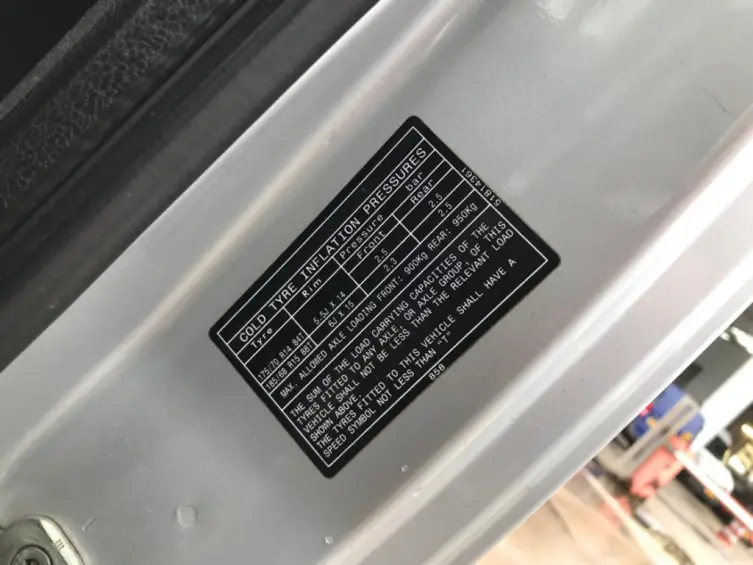 COLD TYRE INFLATION PRESSURES
Tyre Rim Pressure bar
Front Rear
175/70 R14 84T 5.5J X 14 2.5 2.5
185/60 R15 88T 6J X 15 2.3 2.5
MAX. ALLOWED AXLE LOADING FRONT: 900Kg REAR: 950Kg
THE SUM OF THE LOAD CARRYING CAPACITIES OF THE
TYRES FITTED TO ANY AXLE, OR AXLE GROUP, OF THIS
VEHICLE SHALL NOT BE LESS THAN THE RELEVANT LOAD
SHOWN ABOVE.
THE TYRES FITTED TO THIS VEHICLE SHALL HAVE A
SPEED SYMBOL NOT LESS THAN "T"
858